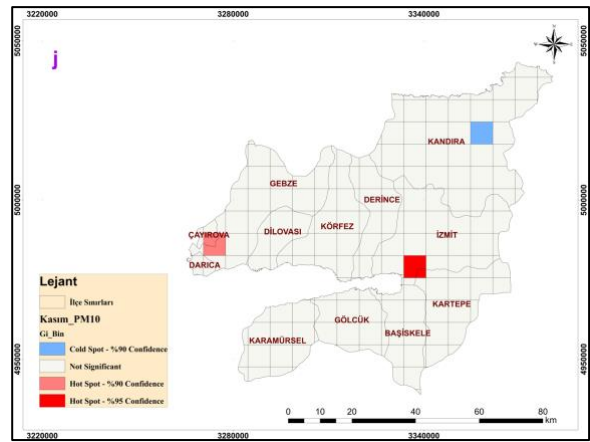 3220000 3280000 3340000
5050000 5050000
j
KANDIRA
GEBZE
DERİNCE
ÇAYIROVA
DİLOVASI
KÖRFEZ
İZMİT
DARICA
5000000 5000000
Lejant
İlçe Sınırları
Kasım_PM10
Gi_Bin
Cold Spot - %90 Confidence
Not Significant
Hot Spot - %90 Confidence
Hot Spot - %95 Confidence
KARTEPE
GÖLCÜK
BAŞİSKELE
KARAMÜRSEL
4950000 4950000
0 10 20 40 60 80
km
3220000 3280000 3340000